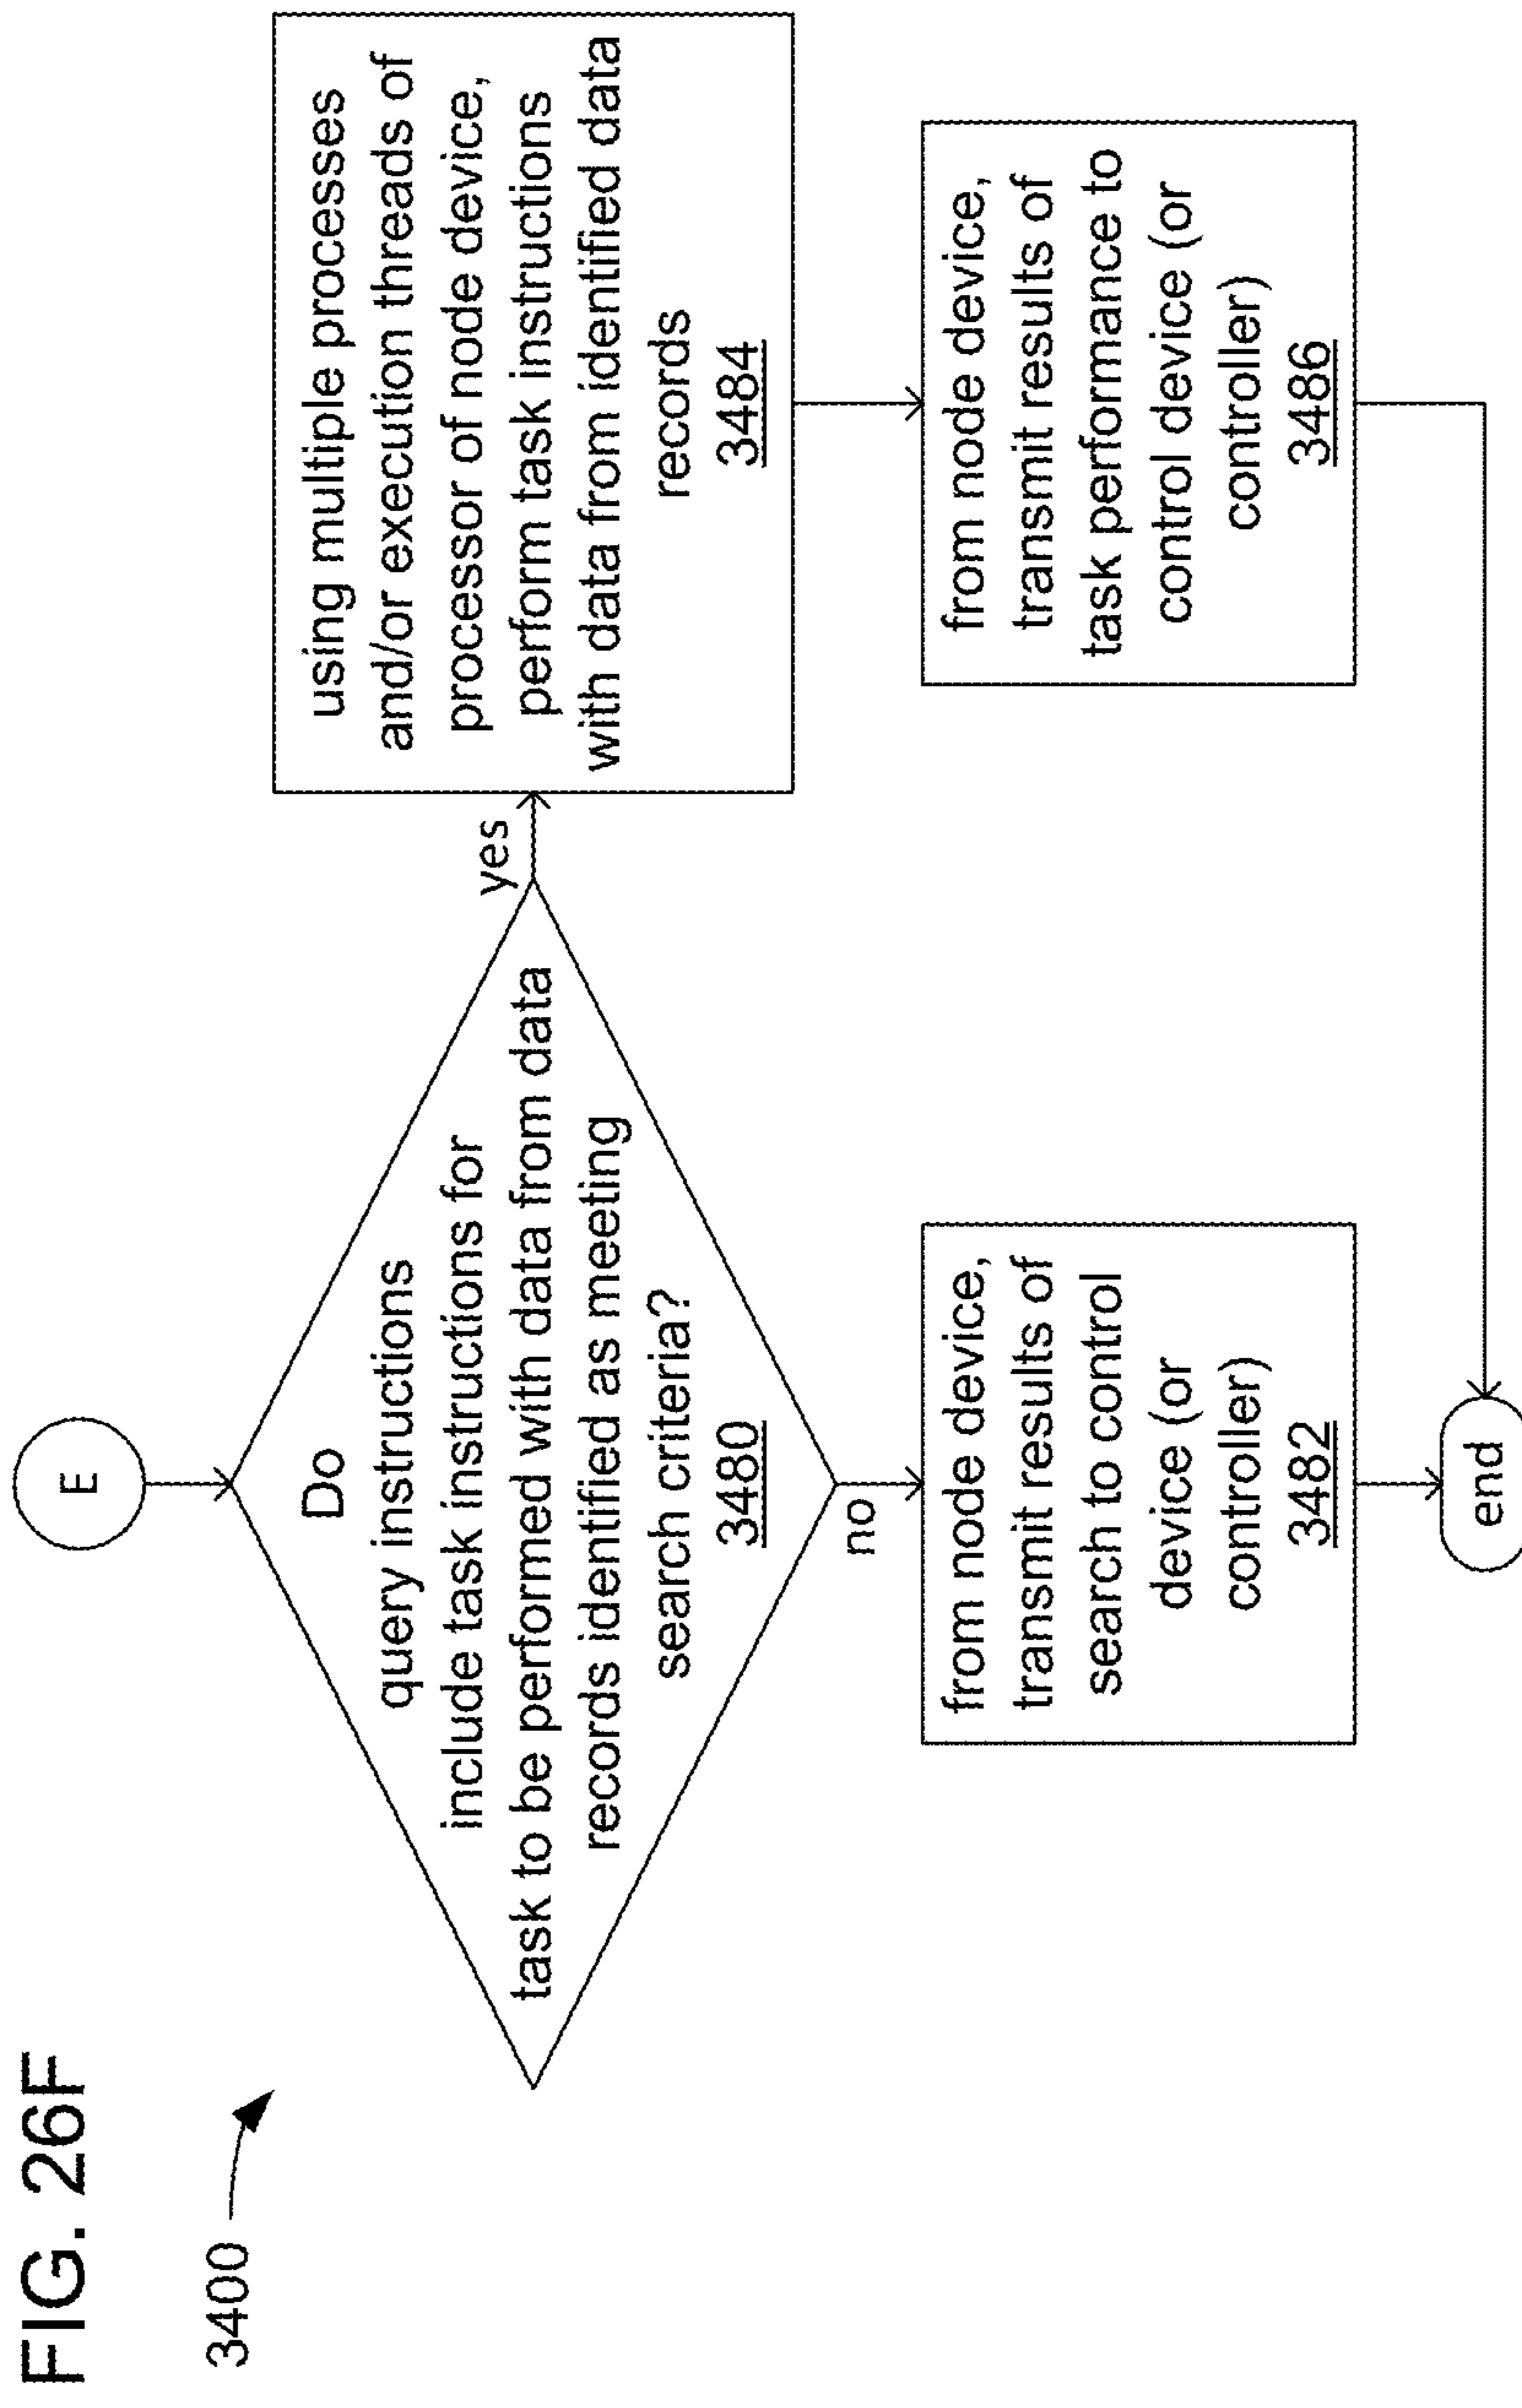 FIG. 26F
3400
E
Do
query instructions
include task instructions for
task to be performed with data from data
records identified as meeting
search criteria?
3480
yes
using multiple processes
and/or execution threads of
processor of node device,
perform task instructions
with data from identified data
records
3484
no
from node device,
transmit results of
search to control
device (or
controller)
3482
from node device,
transmit results of
task performance to
control device (or
controller)
3486
end